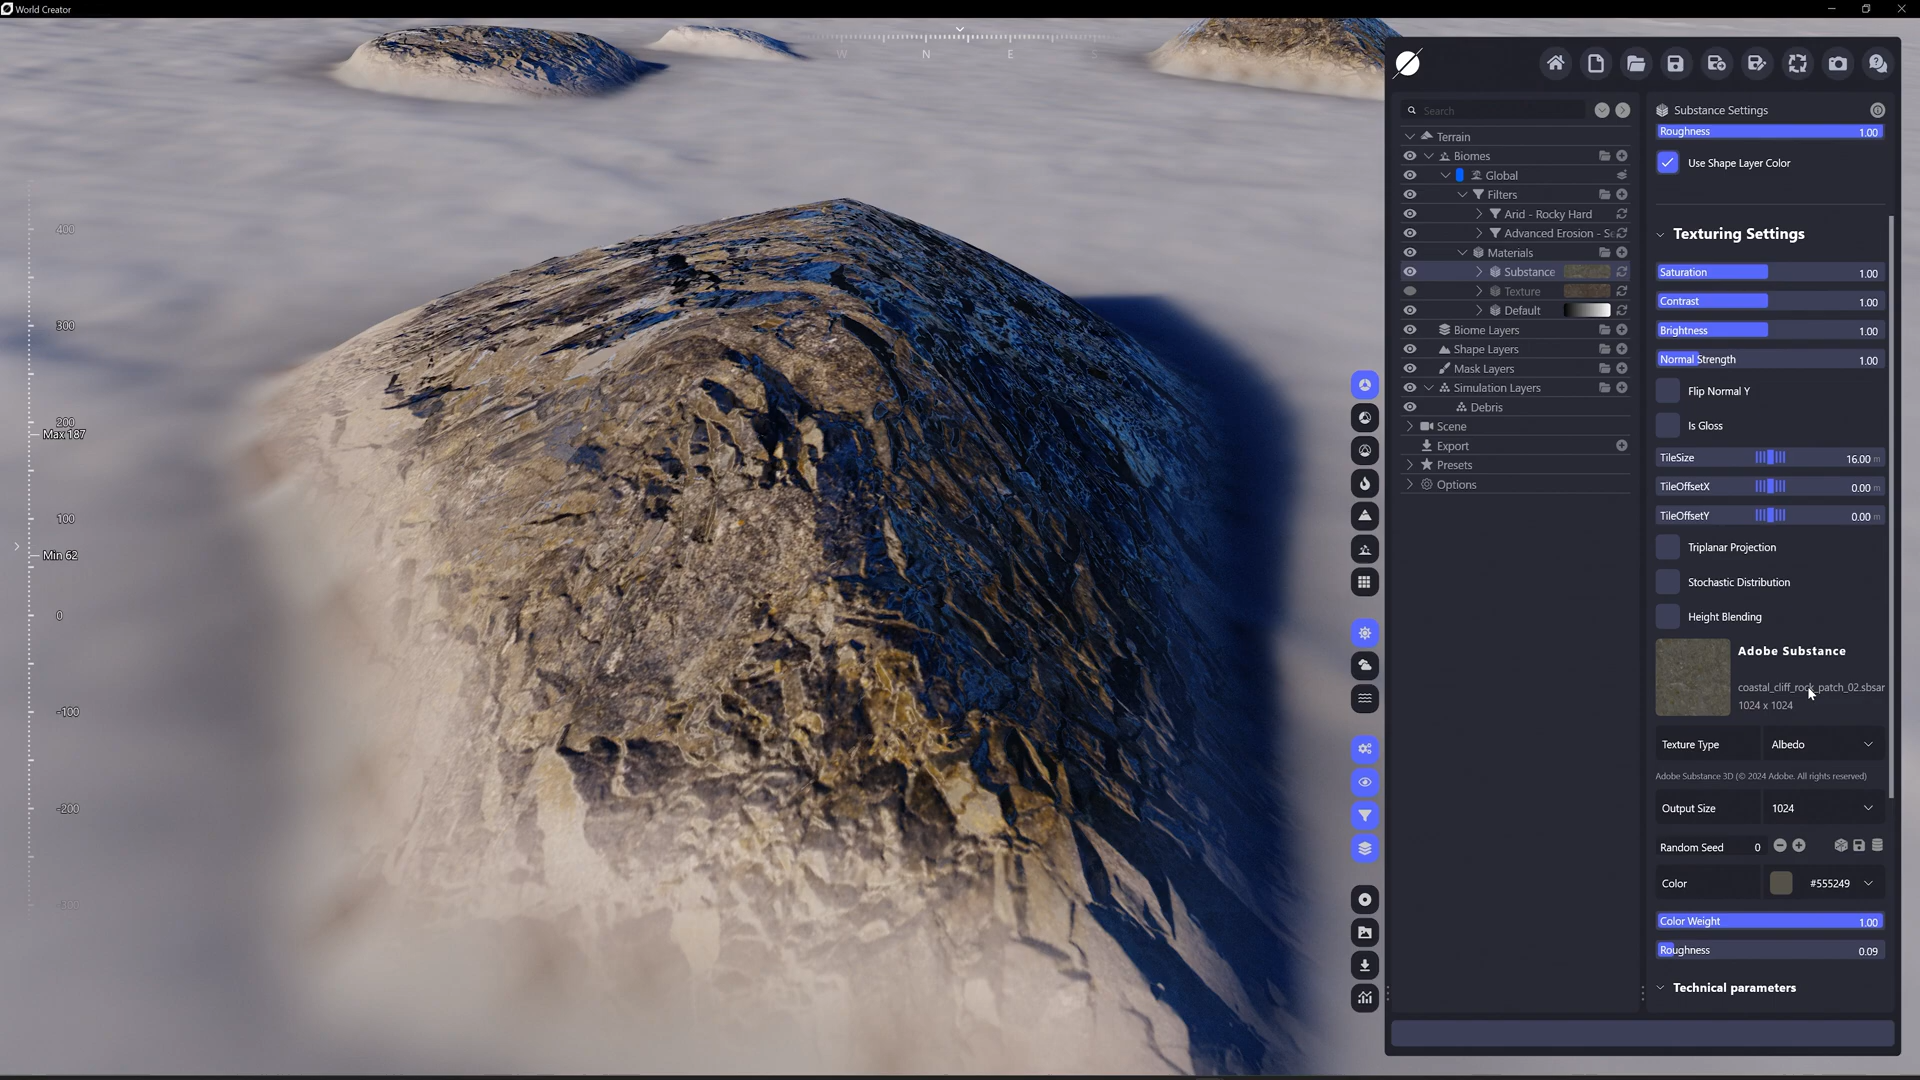 World Creator
W
N
E
S
400
300
200
Max 187
100
Min 62
0
-100
-200
-300
Search
Terrain
Biomes
Global
Filters
Arid - Rocky Hard
Advanced Erosion - Se
Materials
Substance
Texture
Default
Biome Layers
Shape Layers
Mask Layers
Simulation Layers
Debris
Scene
Export
Presets
Options
Substance Settings
Roughness 1.00
Use Shape Layer Color
Texturing Settings
Saturation 1.00
Contrast 1.00
Brightness 1.00
Normal Strength 1.00
Flip Normal Y
Is Gloss
TileSize 16.00 m
TileOffsetX 0.00 m
TileOffsetY 0.00 m
Triplanar Projection
Stochastic Distribution
Height Blending
Adobe Substance
coastal_cliff_rock_patch_02.sbsar
1024 x 1024
Texture Type Albedo
Adobe Substance 3D (© 2024 Adobe. All rights reserved)
Output Size 1024
Random Seed 0
Color #555249
Color Weight 1.00
Roughness 0.09
Technical parameters